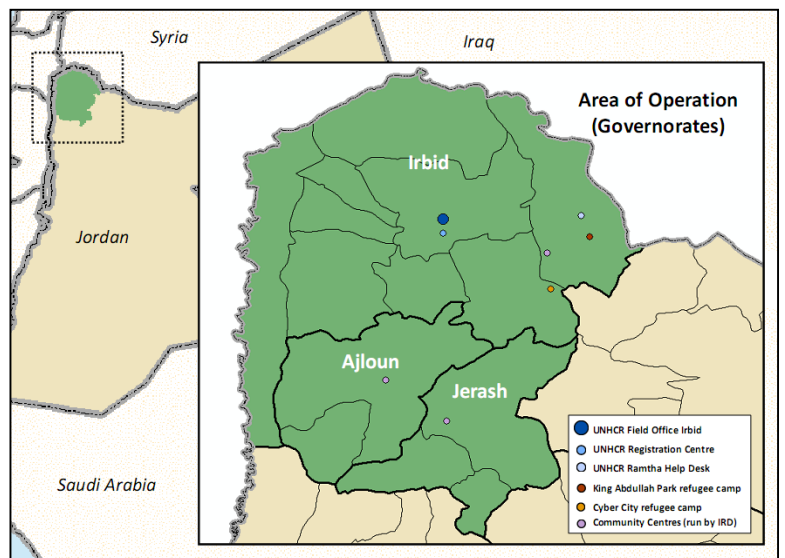 Syria
Iraq
Area of Operation
(Governorates)
Irbid
Jordan
Ajloun
Jerash
UNHCR Field Office Irbid
UNHCR Registration Centre
UNHCR Ramtha Help Desk
King Abdullah Park refugee camp
Cyber City refugee camp
Community Centres (run by IRD)
Saudi Arabia